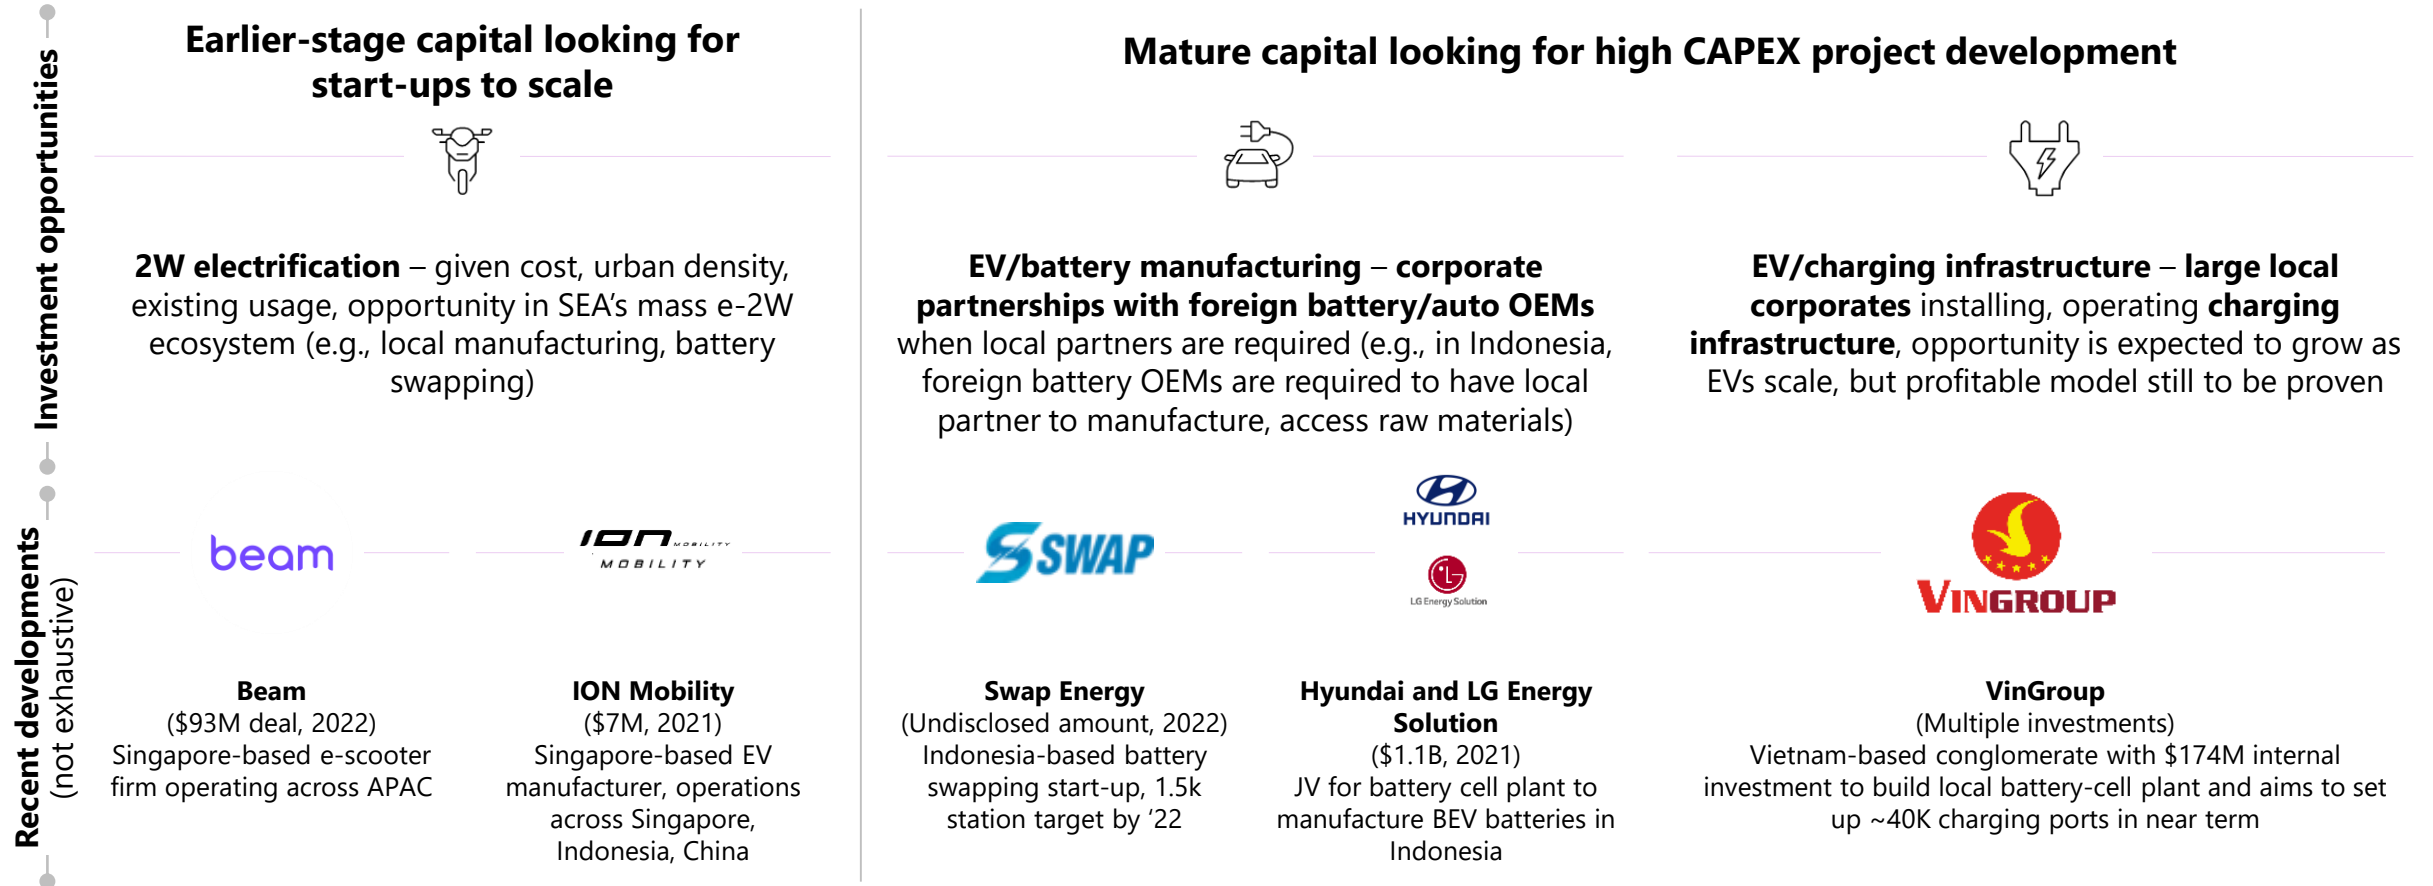 Investment opportunities
Earlier-stage capital looking for
start-ups to scale
2W electrification – given cost, urban density,
existing usage, opportunity in SEA’s mass e-2W
ecosystem (e.g., local manufacturing, battery
swapping)
Mature capital looking for high CAPEX project development
EV/battery manufacturing – corporate
partnerships with foreign battery/auto OEMs
when local partners are required (e.g., in Indonesia,
foreign battery OEMs are required to have local
partner to manufacture, access raw materials)
EV/charging infrastructure – large local
corporates installing, operating charging
infrastructure, opportunity is expected to grow as
EVs scale, but profitable model still to be proven
Recent developments
(not exhaustive)
beam
Beam
($93M deal, 2022)
Singapore-based e-scooter
firm operating across APAC
ION MOBILITY
MOBILITY
ION Mobility
($7M, 2021)
Singapore-based EV
manufacturer, operations
across Singapore,
Indonesia, China
SWAP
Swap Energy
(Undisclosed amount, 2022)
Indonesia-based battery
swapping start-up, 1.5k
station target by ‘22
HYUNDAI
LG Energy Solution
Hyundai and LG Energy
Solution
($1.1B, 2021)
JV for battery cell plant to
manufacture BEV batteries in
Indonesia
VINGROUP
VinGroup
(Multiple investments)
Vietnam-based conglomerate with $174M internal
investment to build local battery-cell plant and aims to set
up ~40K charging ports in near term